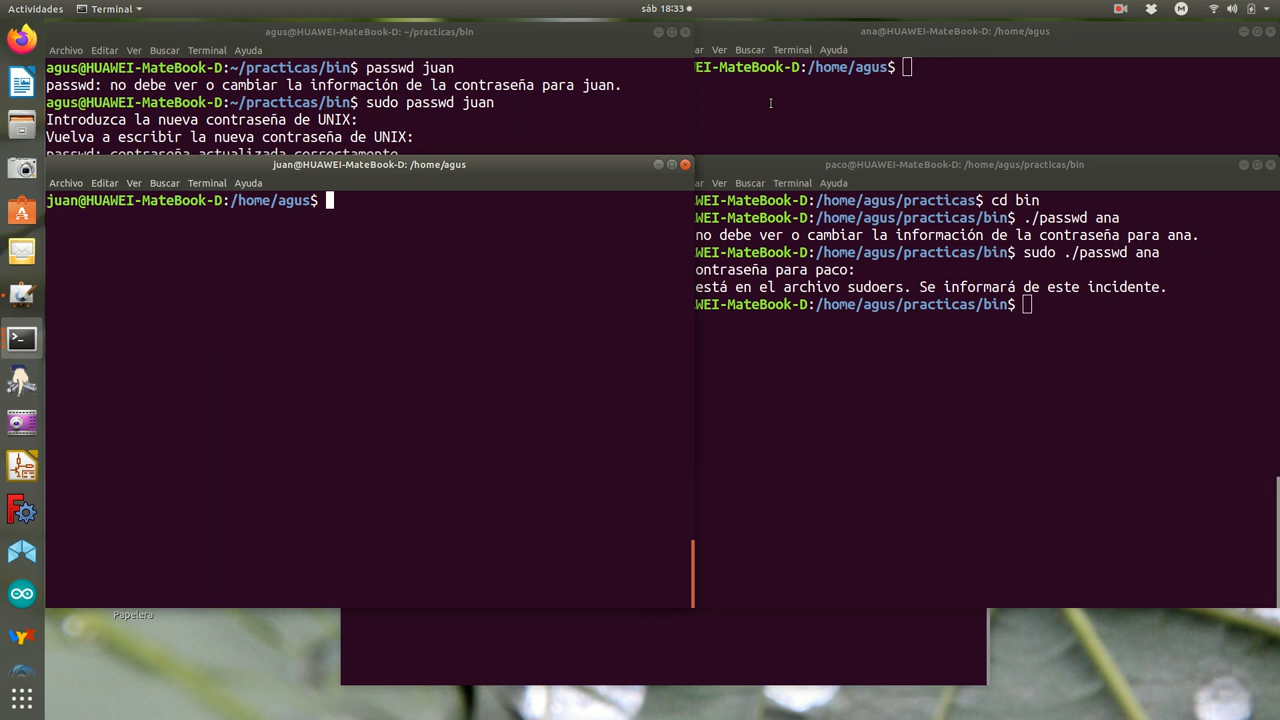 Actividades
Terminal
sáb 18:33
agus@HUAWEI-MateBook-D: ~/practicas/bin
Archivo Editar Ver Buscar Terminal Ayuda
agus@HUAWEI-MateBook-D:~/practicas/bin$ passwd juan
passwd: no debe ver o cambiar la información de la contraseña para juan.
agus@HUAWEI-MateBook-D:~/practicas/bin$ sudo passwd juan
Introduzca la nueva contraseña de UNIX:
Vuelva a escribir la nueva contraseña de UNIX:
passwd: contraseña actualizada correctamente
ana@HUAWEI-MateBook-D: /home/agus
ar Ver Buscar Terminal Ayuda
EI-MateBook-D:/home/agus$
juan@HUAWEI-MateBook-D: /home/agus
Archivo Editar Ver Buscar Terminal Ayuda
juan@HUAWEI-MateBook-D:/home/agus$
paco@HUAWEI-MateBook-D: /home/agus/practicas/bin
ar Ver Buscar Terminal Ayuda
WEI-MateBook-D:/home/agus/practicas$ cd bin
WEI-MateBook-D:/home/agus/practicas/bin$ ./passwd ana
no debe ver o cambiar la información de la contraseña para ana.
WEI-MateBook-D:/home/agus/practicas/bin$ sudo ./passwd ana
ontraseña para paco:
está en el archivo sudoers. Se informará de este incidente.
WEI-MateBook-D:/home/agus/practicas/bin$
Papelera